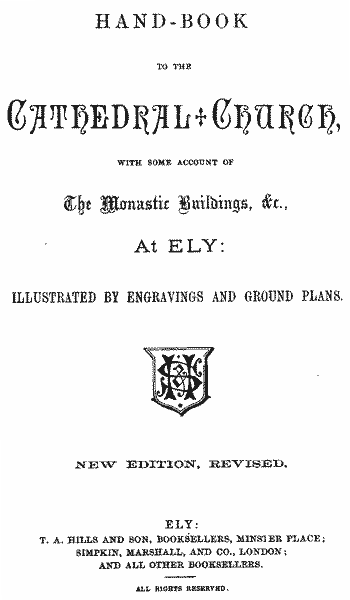 HAND-BOOK
TO THE
CATHEDRAL + CHURCH,
WITH SOME ACCOUNT OF
The Monastic Buildings, &c.,
At ELY:
ILLUSTRATED BY ENGRAVINGS AND GROUND PLANS.
NEW EDITION, REVISED.
ELY:
T. A. HILLS AND SON, BOOKSELLERS, MINSTER PLACE;
SIMPKIN, MARSHALL, AND CO., LONDON;
AND ALL OTHER BOOKSELLERS.
ALL RIGHTS RESERVED.